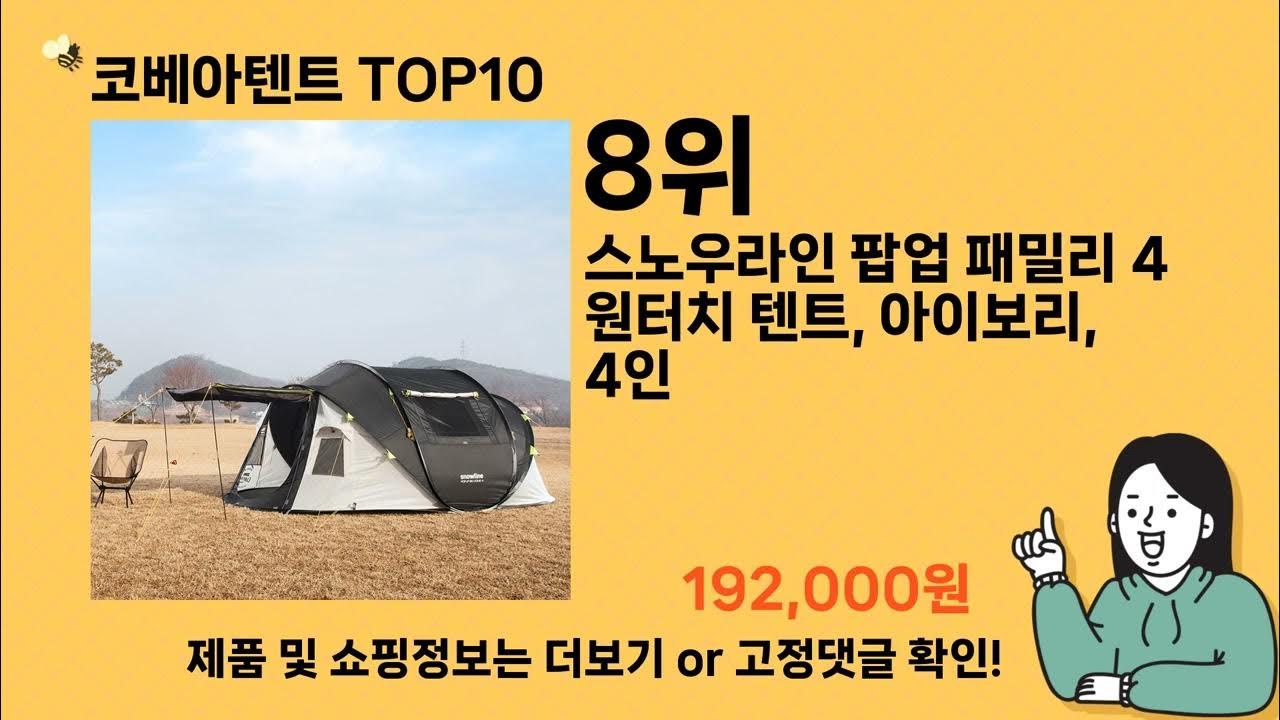 코베아텐트 TOP10
8위
스노우라인 팝업 패밀리 4
원터치 텐트, 아이보리,
4인
snowline
192,000원
제품 및 쇼핑정보는 더보기 or 고정댓글 확인!